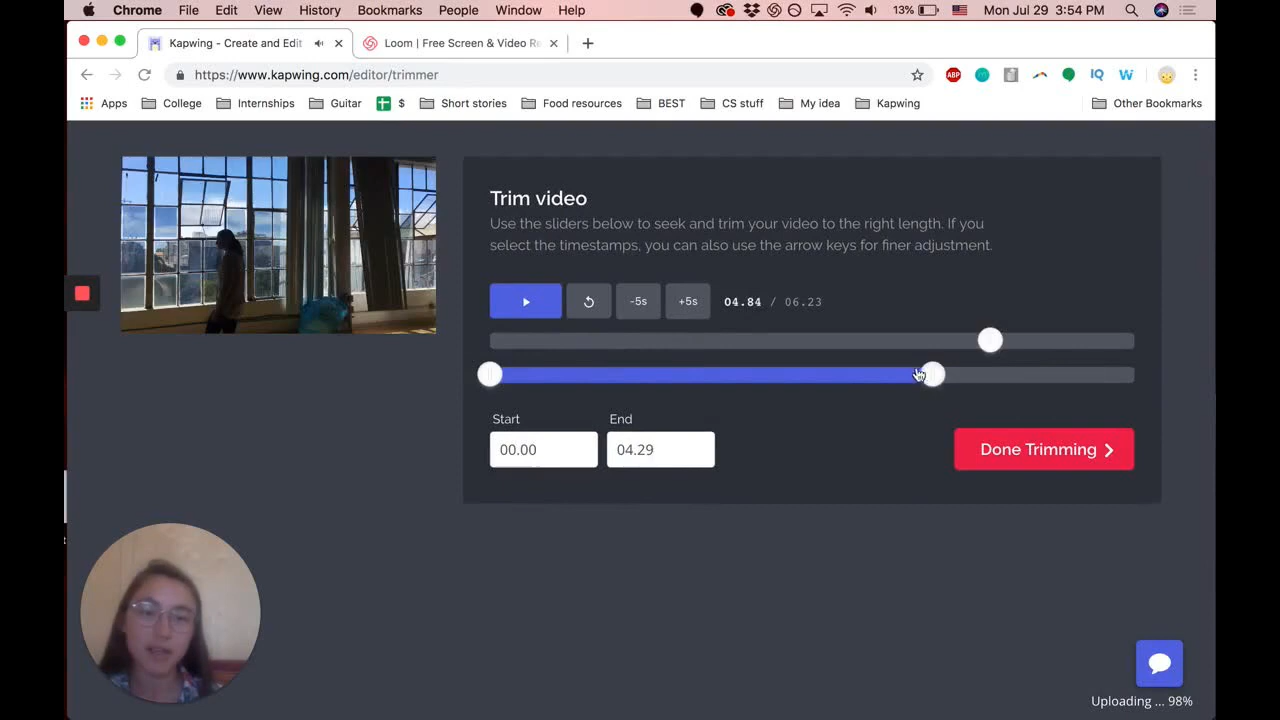 Chrome File Edit View History Bookmarks People Window Help 13% Mon Jul 29 3:54 PM
Kapwing - Create and Edit Loom | Free Screen & Video Re
https://www.kapwing.com/editor/trimmer ABP IQ W
Apps College Internships Guitar $ Short stories Food resources BEST CS stuff My idea Kapwing Other Bookmarks
Trim video
Use the sliders below to seek and trim your video to the right length. If you
select the timestamps, you can also use the arrow keys for finer adjustment.
-5s +5s 04.84 / 06.23
Start End
00.00 04.29
Done Trimming
Uploading ... 98%